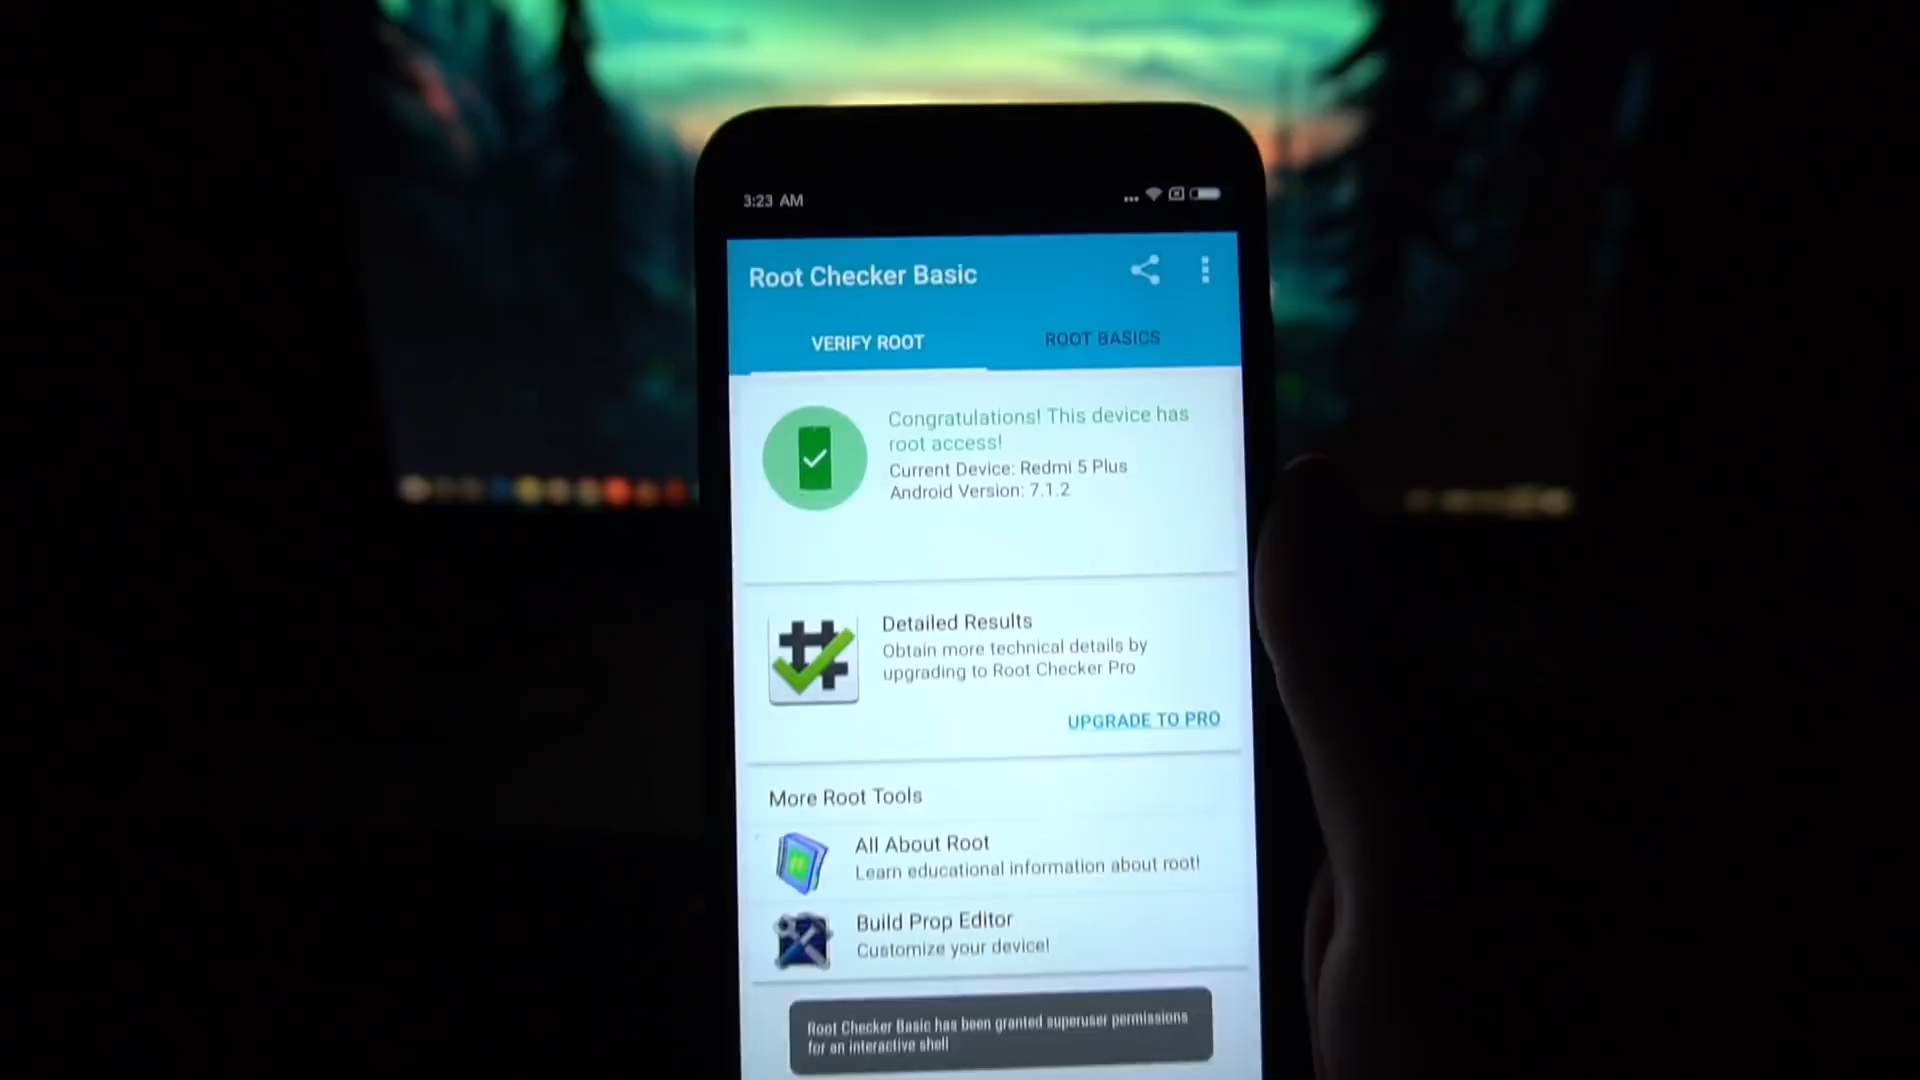 3:23 AM
Root Checker Basic
VERIFY ROOT
ROOT BASICS
Congratulations! This device has
root access!
Current Device: Redmi 5 Plus
Android Version: 7.1.2
Detailed Results
Obtain more technical details by
upgrading to Root Checker Pro
UPGRADE TO PRO
More Root Tools
All About Root
Learn educational information about root!
Build Prop Editor
Customize your device!
Root Checker Basic has been granted superuser permissions
for an interactive shell